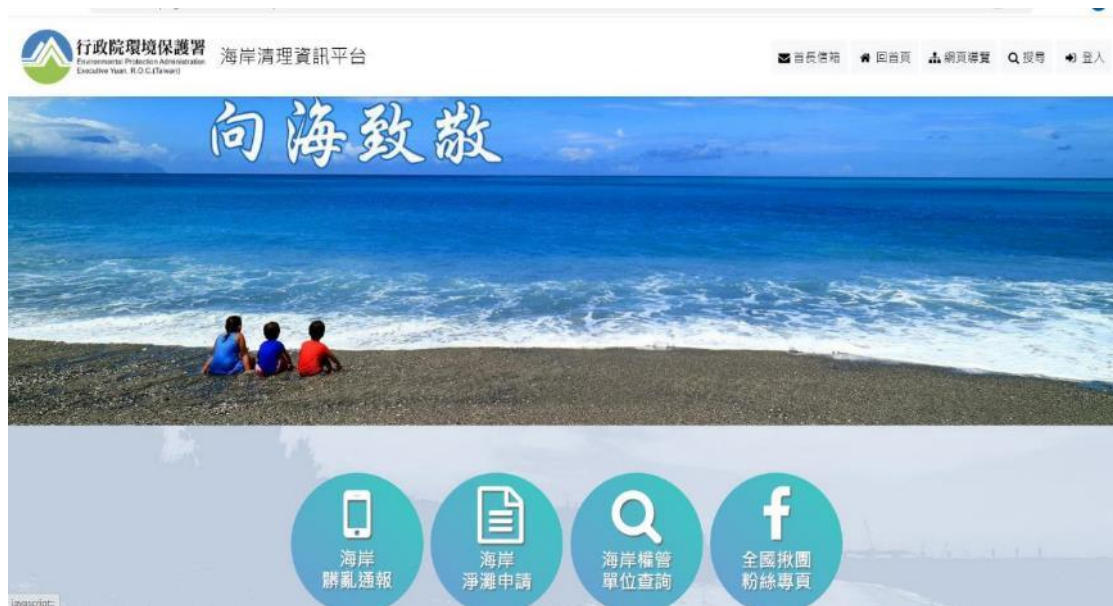 行政院環境保護署
Environmental Protection Administration
Executive Yuan, R.O.C.(Taiwan)
海岸清理資訊平台
首長信箱
回首頁
網頁導覽
搜尋
登入
向海致敬
海岸
髒亂通報
海岸
淨灘申請
海岸權管
單位查詢
全國揪團
粉絲專頁
javascript: